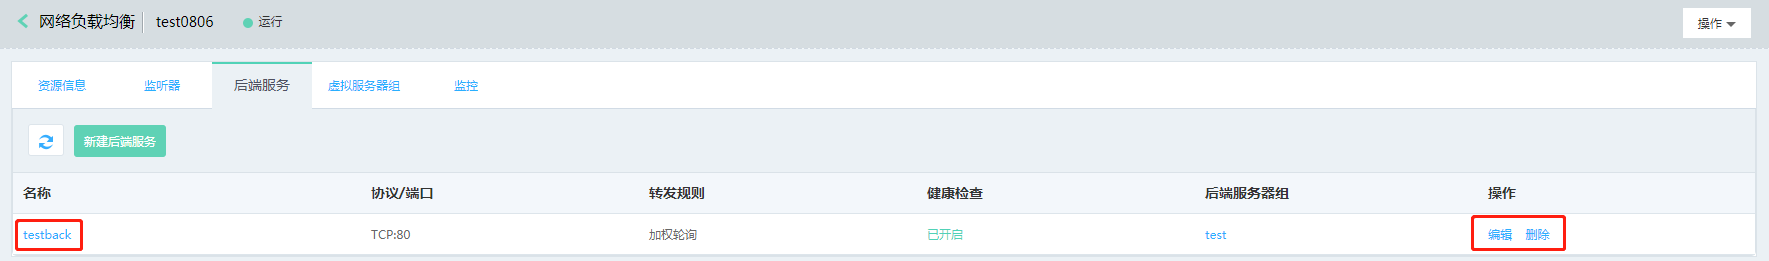 网络负载均衡 test0806 运行 操作
资源信息 监听器 后端服务 虚拟服务器组 监控
新建后端服务
名称 协议/端口 转发规则 健康检查 后端服务器组 操作
testback TCP:80 加权轮询 已开启 test 编辑 删除